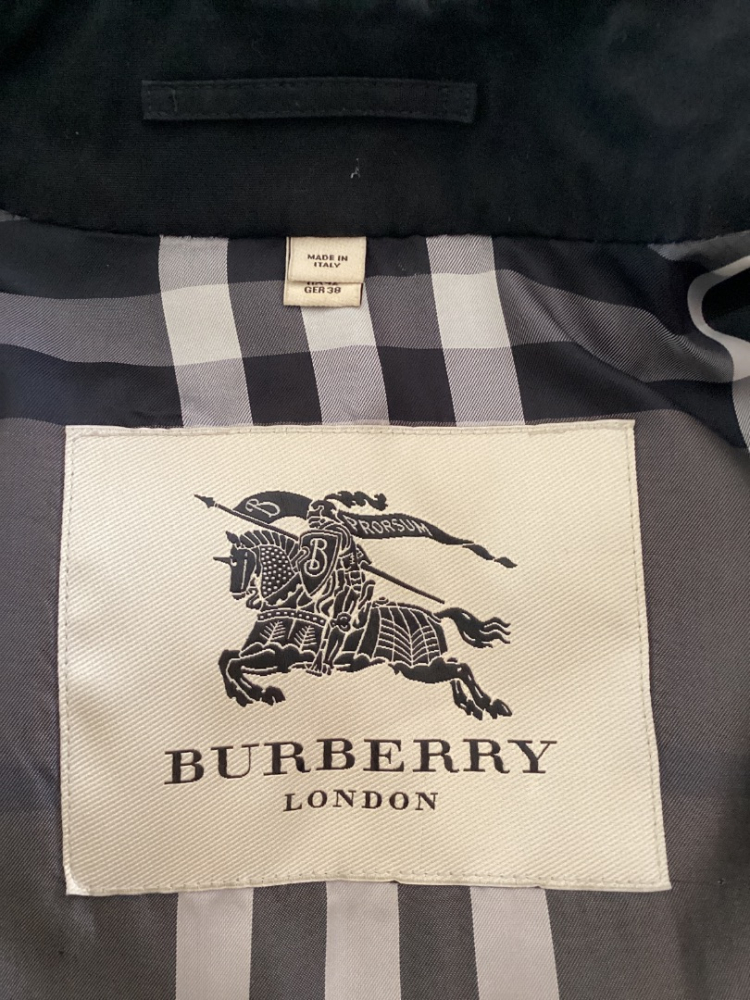 MADE IN
ITALY
GER 38
B PRORSUM
B
BURBERRY
LONDON